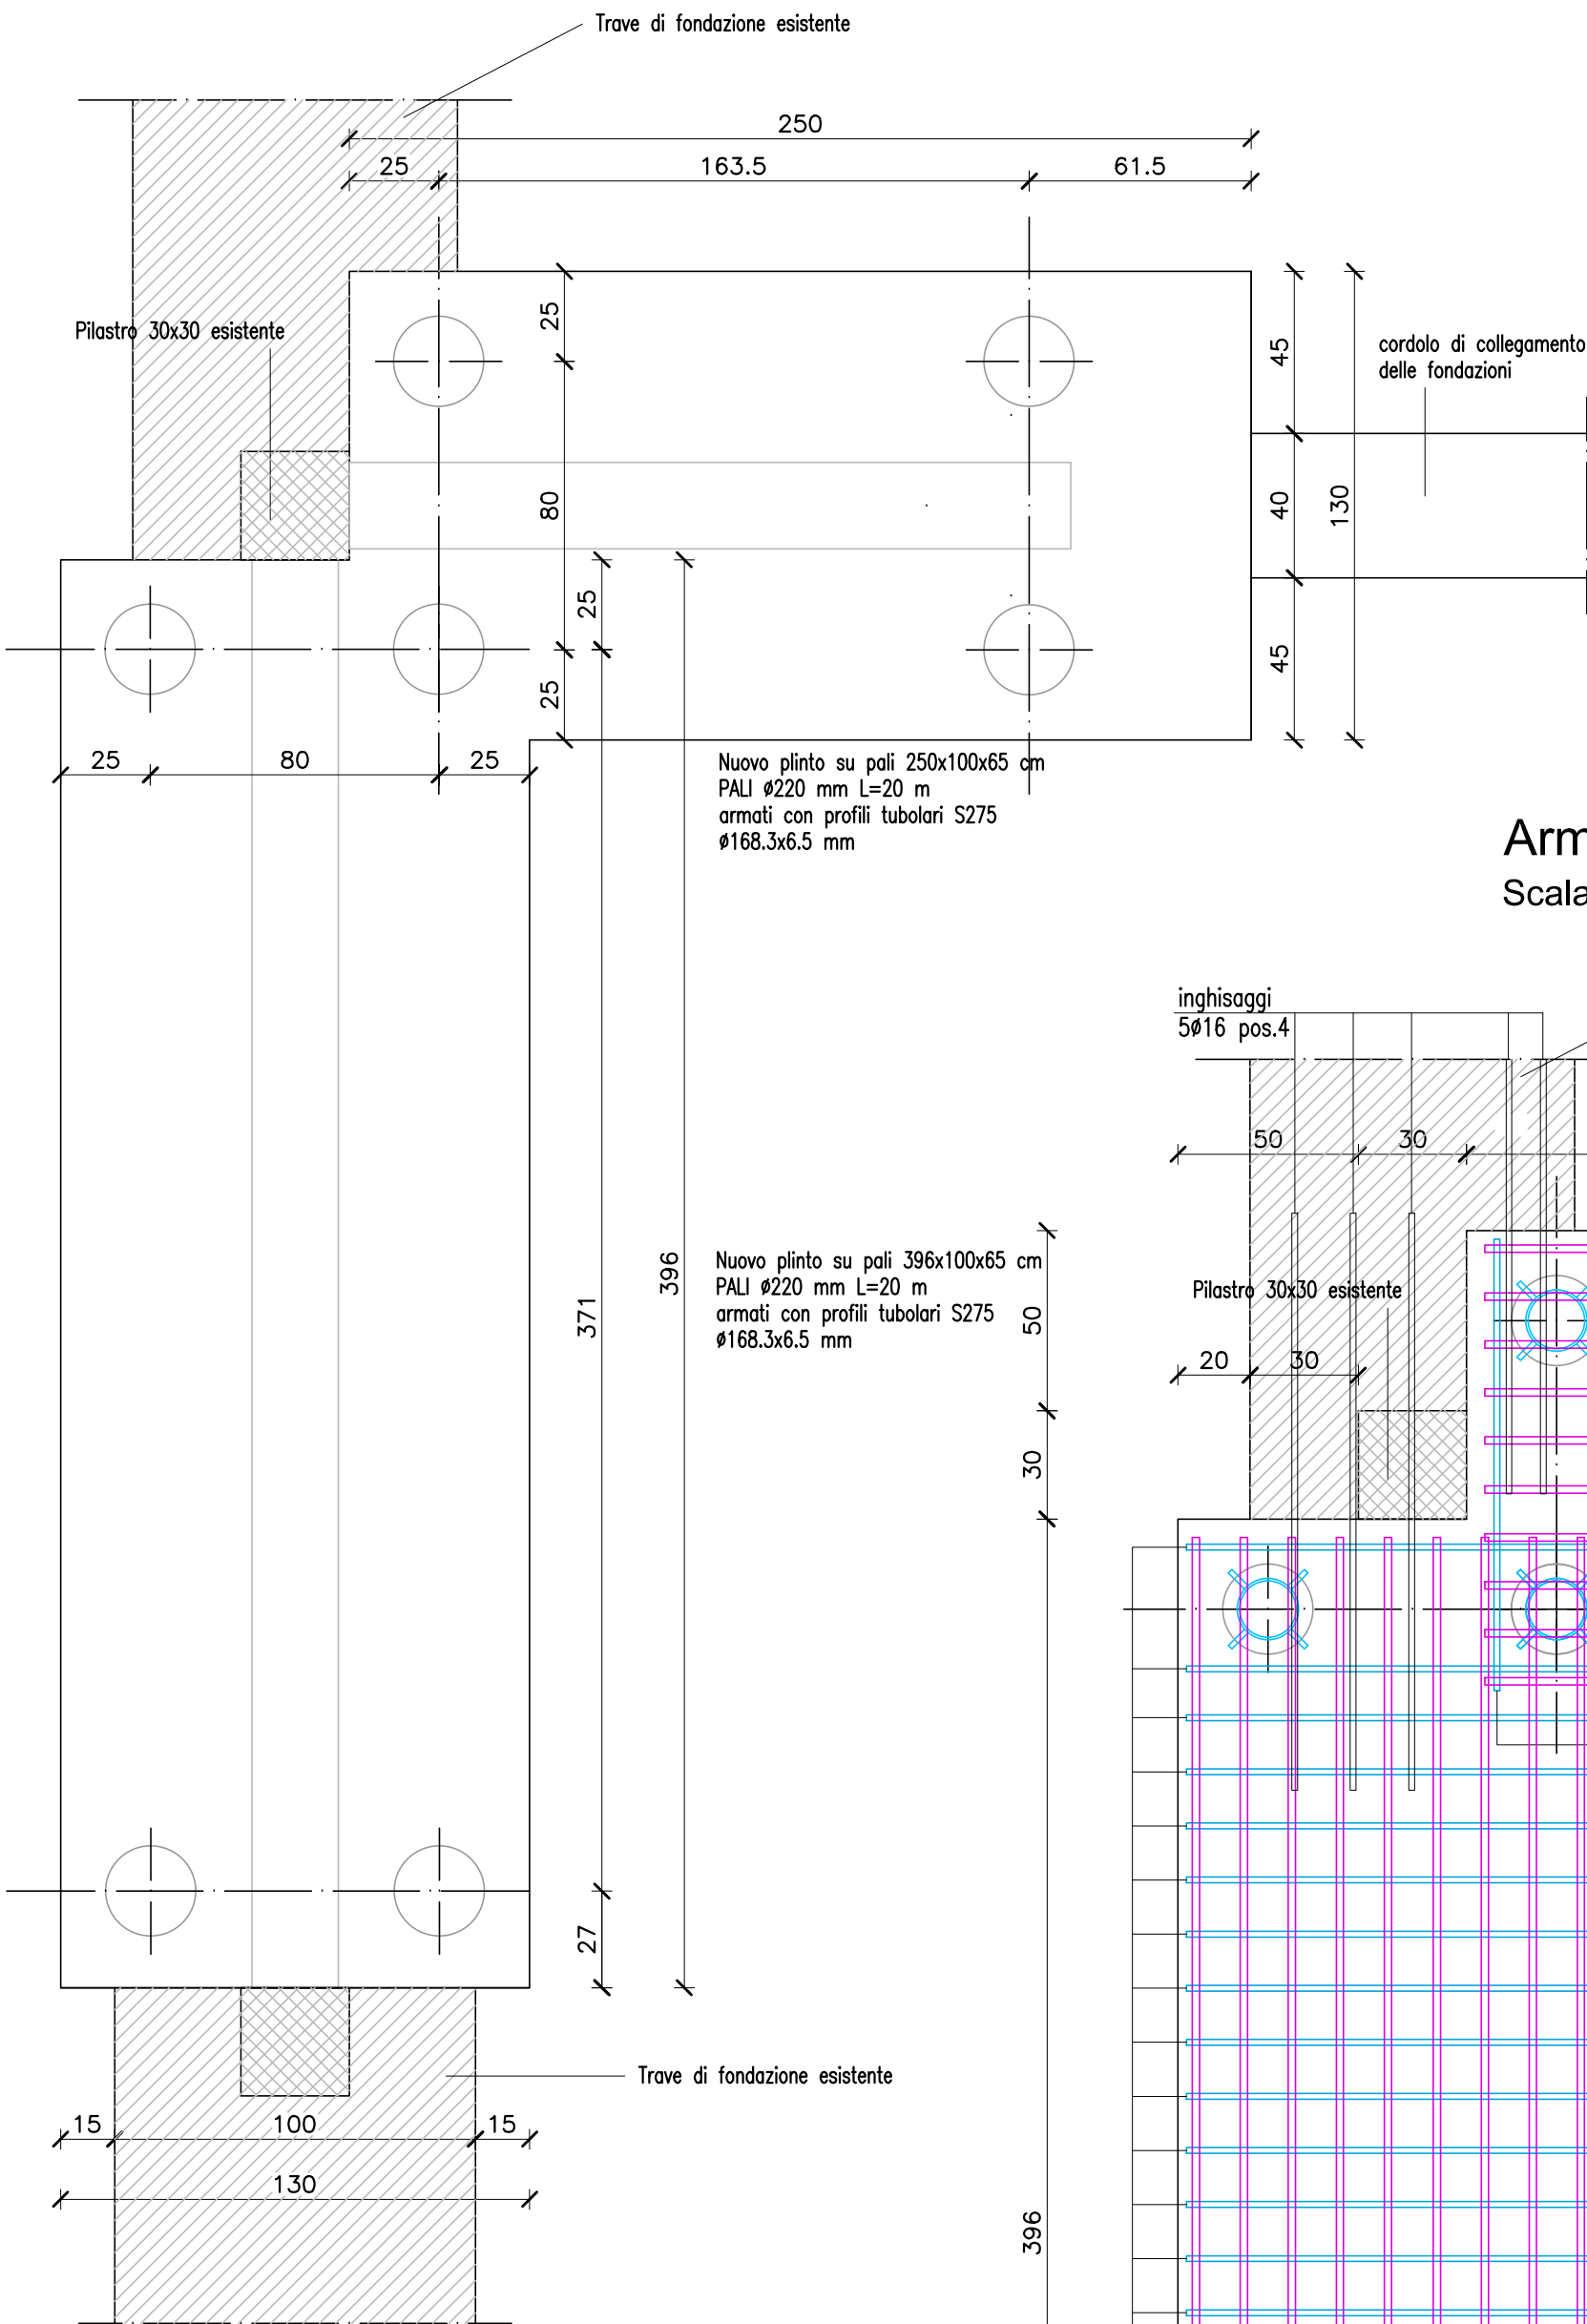 Trave di fondazione esistente
250
25
163.5
61.5
Pilastro 30x30 esistente
25
80
25
45
40
45
130
cordolo di collegamento
delle fondazioni
25
25
80
25
Nuovo plinto su pali 250x100x65 cm
PALI ø220 mm L=20 m
armati con profili tubolari S275
ø168.3x6.5 mm
371
396
27
Nuovo plinto su pali 396x100x65 cm
PALI ø220 mm L=20 m
armati con profili tubolari S275
ø168.3x6.5 mm
Trave di fondazione esistente
15
100
15
130
Arm
Scala
inghisaggi
5ø16 pos.4
50
30
Pilastro 30x30 esistente
20
30
50
30
396